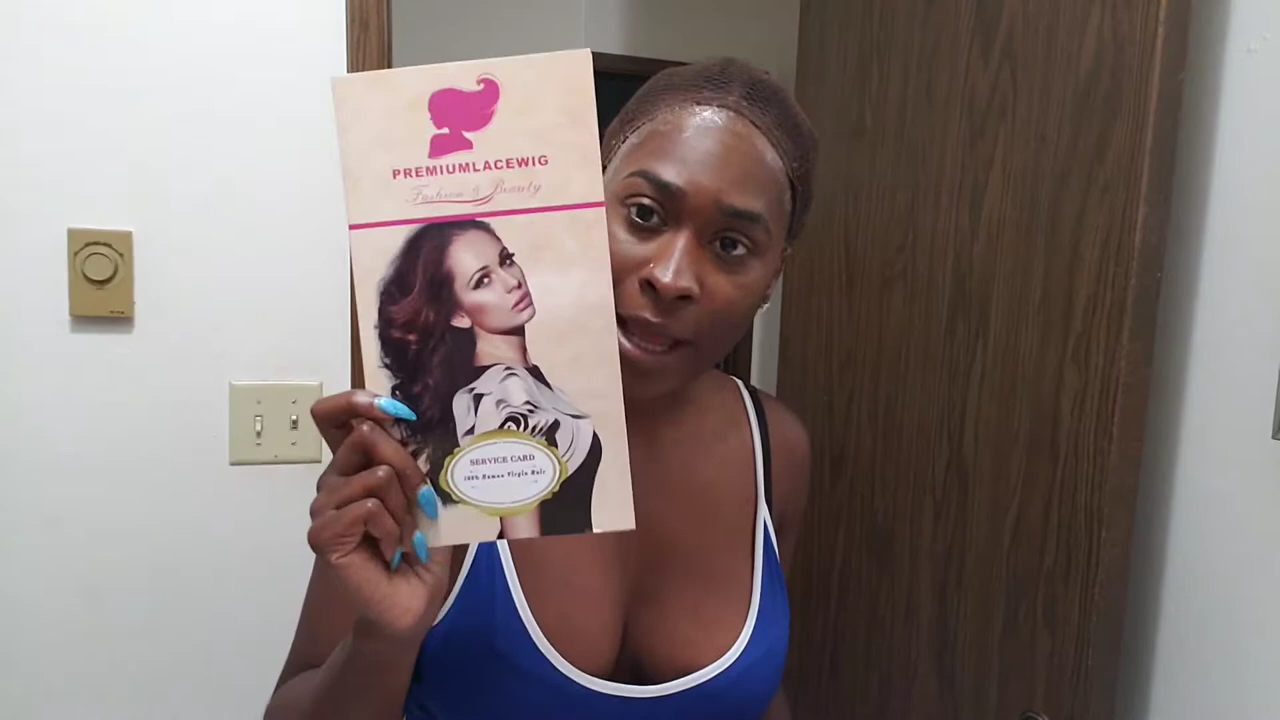 PREMIUMLACEWIG
Fashion & Beauty
SERVICE CARD
100% Human Virgin Hair